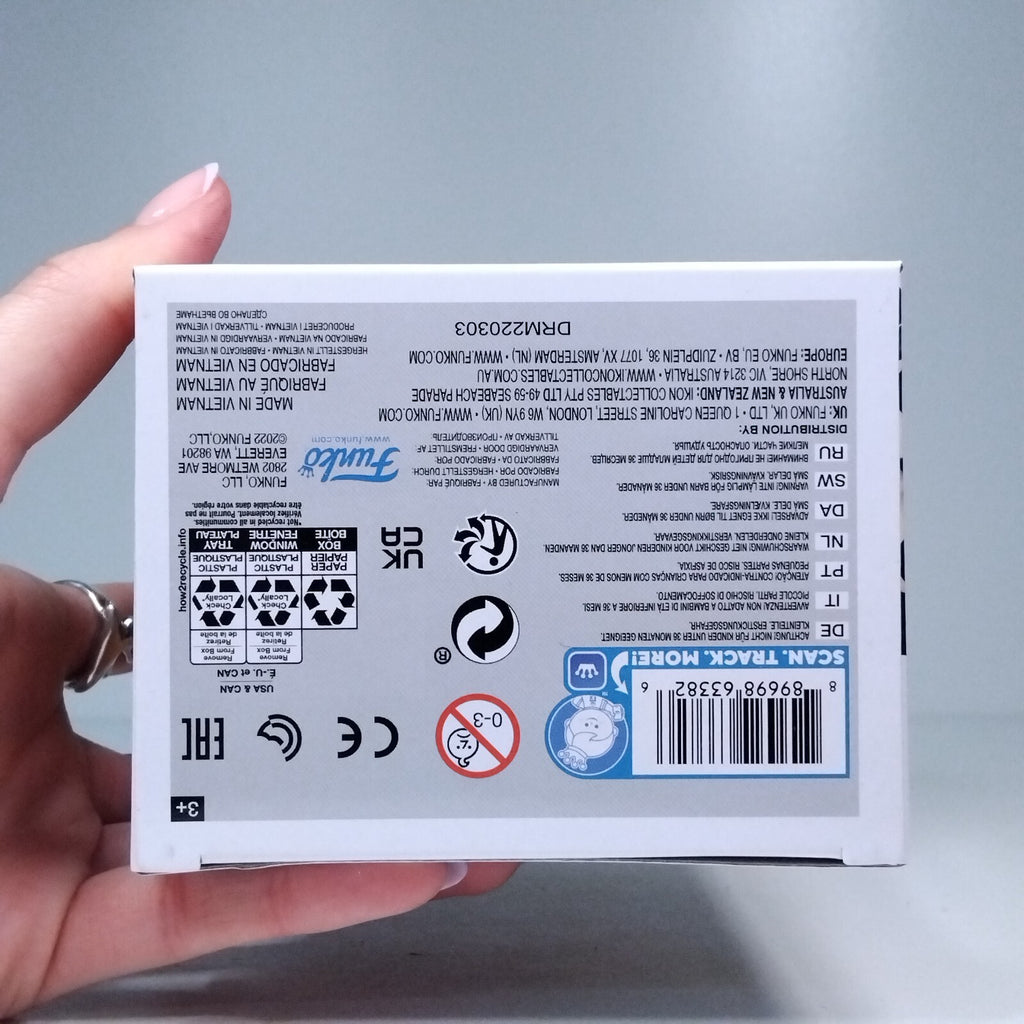 3+
8 89698 63382 6
SCAN. TRACK. MORE!
TM
0-3
CE
EAC
DE
ACHTUNG! NICHT FÜR KINDER UNTER 36 MONATEN GEEIGNET.
KLEINTEILE. ERSTICKUNGSGEFAHR.
IT
AVVERTENZA: NON ADATTO A BAMBINI DI ETÀ INFERIORE A 36 MESI.
PICCOLE PARTI. RISCHIO DI SOFFOCAMENTO.
PT
ATENÇÃO: CONTRA-INDICADO PARA CRIANÇAS COM MENOS DE 36 MESES.
PEQUENAS PARTES. RISCO DE ASFIXIA.
NL
WAARSCHUWING: NIET GESCHIKT VOOR KINDEREN JONGER DAN 36 MAANDEN.
KLEINE ONDERDELEN. VERSTIKKINGSGEVAAR.
DA
ADVARSEL! IKKE EGNET TIL BØRN UNDER 36 MÅNEDER.
SMÅ DELE. KVÆLNINGSFARE.
SW
VARNING: INTE LÄMPLIG FÖR BARN UNDER 36 MÅNADER.
SMÅ DELAR. KVÄVNINGSRISK.
RU
ВНИМАНИЕ: НЕ ПРИГОДНО ДЛЯ ДЕТЕЙ МЛАДШЕ 36 МЕСЯЦЕВ.
МЕЛКИЕ ЧАСТИ. ОПАСНОСТЬ УДУШЬЯ.
®
UK
CA
USA & CAN
É.-U. et CAN
Remove From Box
Retirez de la boîte
Remove From Box
Retirez de la boîte
Check Locally*
Check Locally*
PAPER
PAPIER
PLASTIC
PLASTIQUE
PLASTIC
PLASTIQUE
BOX
BOÎTE
WINDOW
FENÊTRE
TRAY
PLATEAU
how2recycle.info
*Not recycled in all communities.
Vérifiez localement. Pourrait ne pas
être recyclable dans votre région.
MANUFACTURED BY • FABRIQUÉ PAR:
FABRICADO POR • HERGESTELLT DURCH:
FABRICADO DA • FABRICADO POR:
VERVAARDIGD DOOR • FREMSTILLET AF:
TILLVERKAD AV • ПРОИЗВОДИТЕЛЬ:
Funko
www.funko.com
FUNKO, LLC
2802 WETMORE AVE
EVERETT, WA 98201
©2022 FUNKO,LLC
DISTRIBUTION BY:
UK: FUNKO UK, LTD • 1 QUEEN CAROLINE STREET, LONDON, W6 9YN (UK) • WWW.FUNKO.COM
AUSTRALIA & NEW ZEALAND: IKON COLLECTABLES PTY LTD 49-59 SEABEACH PARADE
NORTH SHORE, VIC 3214 AUSTRALIA • WWW.IKONCOLLECTABLES.COM.AU
EUROPE: FUNKO EU, BV • ZUIDPLEIN 36, 1077 XV, AMSTERDAM (NL) • WWW.FUNKO.COM
DRM220303
MADE IN VIETNAM
FABRIQUÉ AU VIETNAM
FABRICADO EN VIETNAM
HERGESTELLT IN VIETNAM • FABBRICATO IN VIETNAM
FABRICADO NA VIETNAM • VERVAARDIGD IN VIETNAM
PRODUCERET I VIETNAM • TILLVERKAD I VIETNAM
СДЕЛАНО ВО ВЬЕТНАМЕ